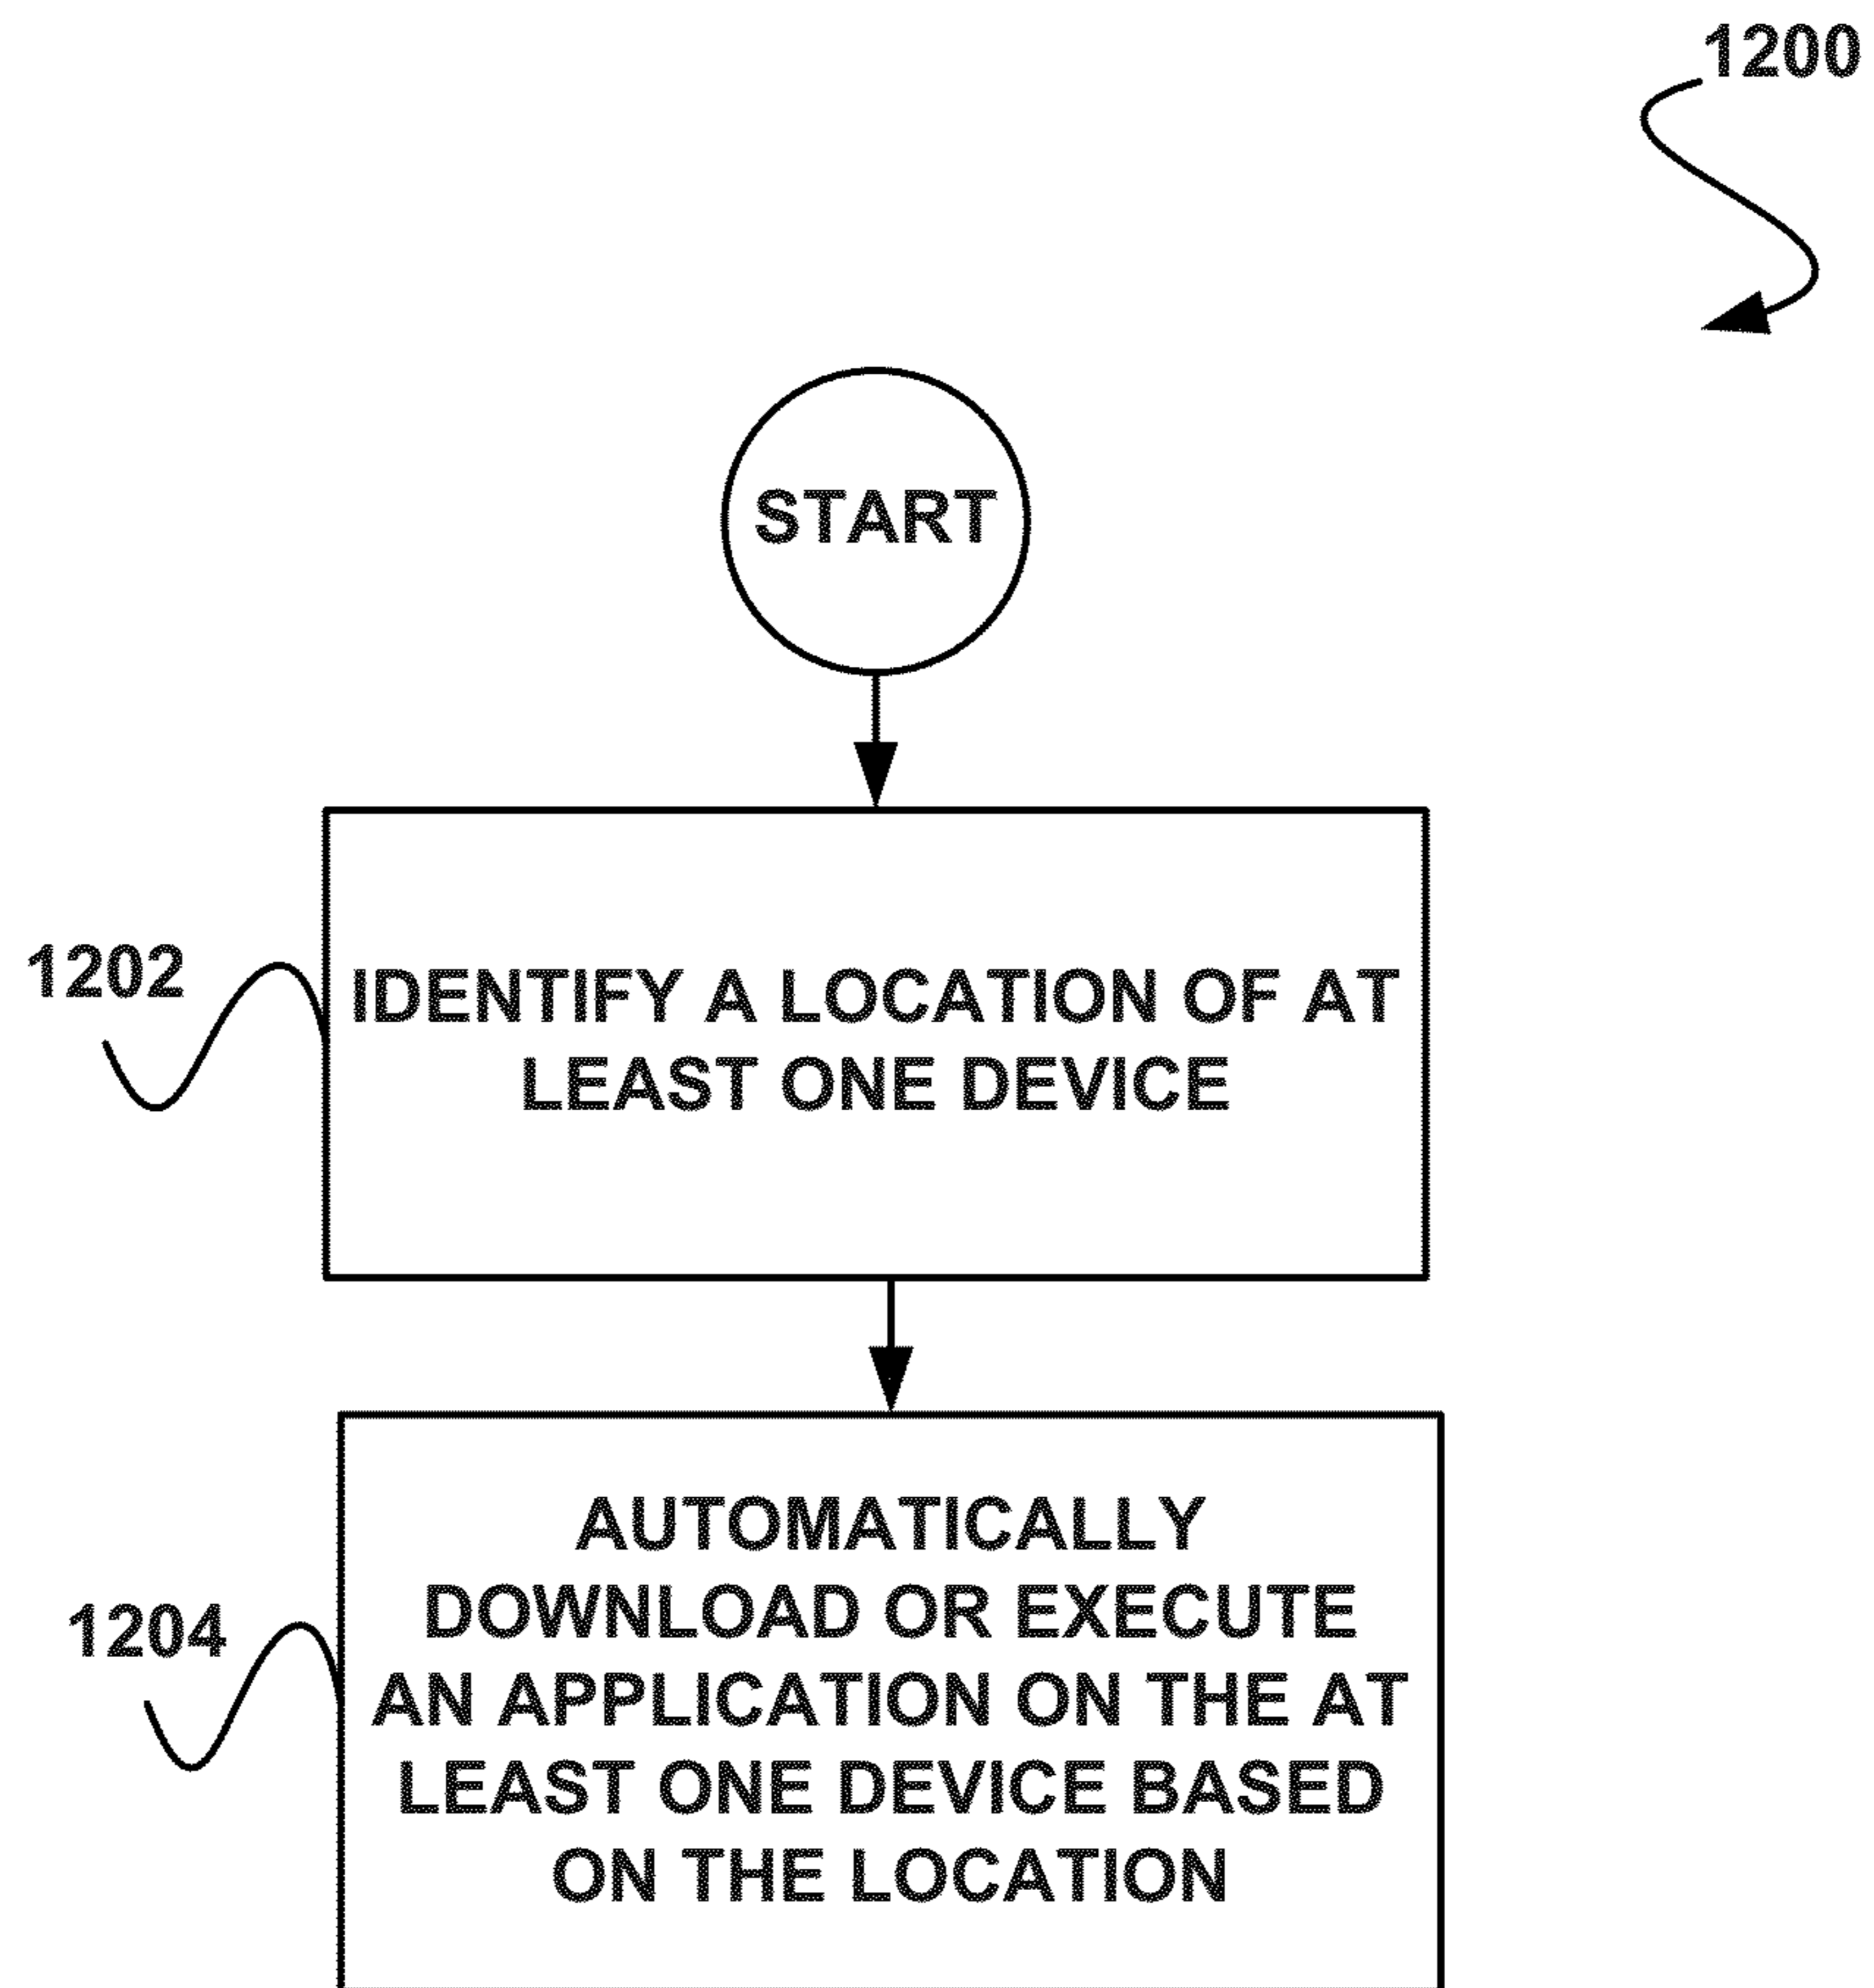 1200
START
1202
IDENTIFY A LOCATION OF AT
LEAST ONE DEVICE
AUTOMATICALLY
DOWNLOAD OR EXECUTE
1204
AN APPLICATION ON THE AT
LEAST ONE DEVICE BASED
ON THE LOCATION